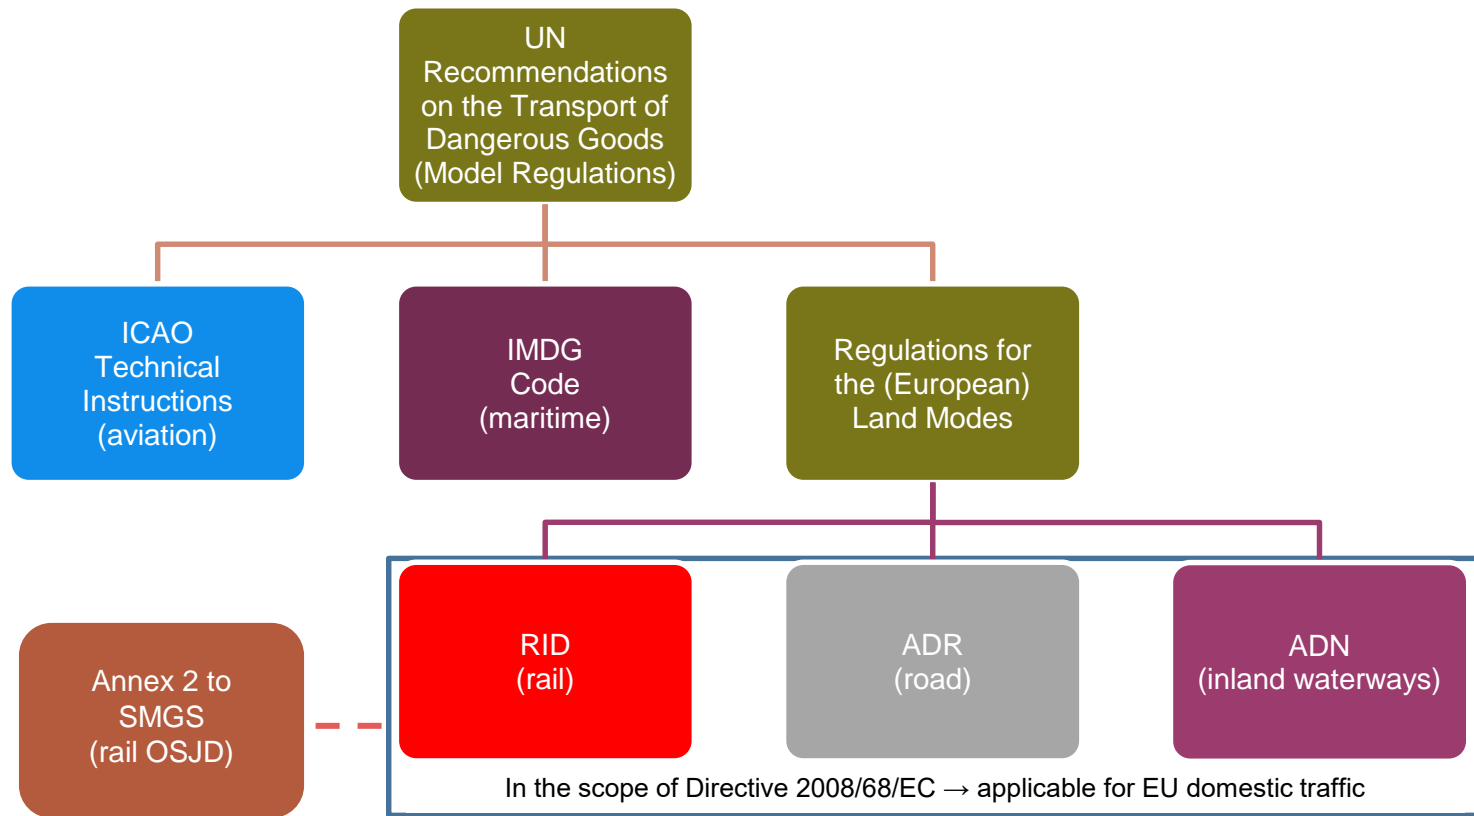 UN
Recommendations
on the Transport of
Dangerous Goods
(Model Regulations)
ICAO
Technical
Instructions
(aviation)
IMDG
Code
(maritime)
Regulations for
the (European)
Land Modes
Annex 2 to
SMGS
(rail OSJD)
RID
(rail)
ADR
(road)
ADN
(inland waterways)
In the scope of Directive 2008/68/EC → applicable for EU domestic traffic